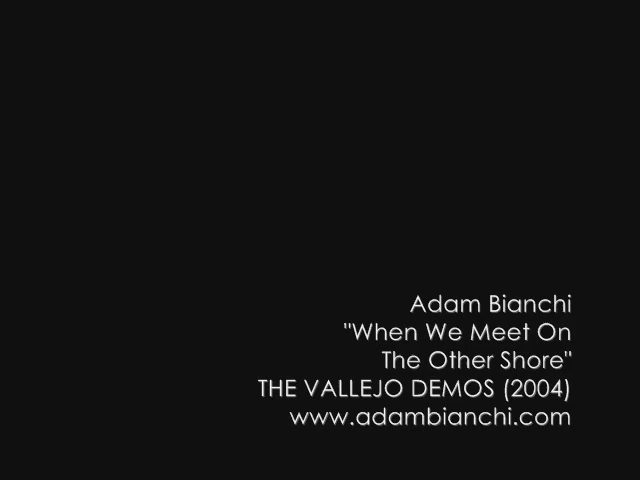 Adam Bianchi
"When We Meet On
The Other Shore"
THE VALLEJO DEMOS (2004)
www.adambianchi.com